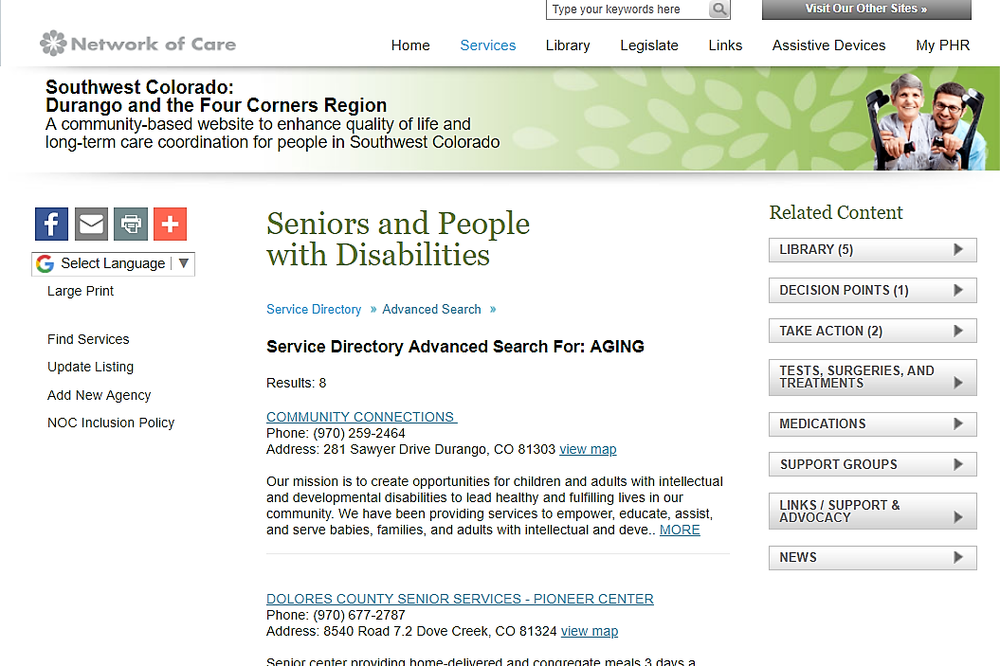 Type your keywords here
Visit Our Other Sites »
Network of Care
Home Services Library Legislate Links Assistive Devices My PHR
Southwest Colorado:
Durango and the Four Corners Region
A community-based website to enhance quality of life and
long-term care coordination for people in Southwest Colorado
Select Language ▼
Large Print
Find Services
Update Listing
Add New Agency
NOC Inclusion Policy
Seniors and People
with Disabilities
Service Directory » Advanced Search »
Service Directory Advanced Search For: AGING
Results: 8
COMMUNITY CONNECTIONS
Phone: (970) 259-2464
Address: 281 Sawyer Drive Durango, CO 81303 view map
Our mission is to create opportunities for children and adults with intellectual
and developmental disabilities to lead healthy and fulfilling lives in our
community. We have been providing services to empower, educate, assist,
and serve babies, families, and adults with intellectual and deve.. MORE
DOLORES COUNTY SENIOR SERVICES - PIONEER CENTER
Phone: (970) 677-2787
Address: 8540 Road 7.2 Dove Creek, CO 81324 view map
Senior center providing home-delivered and congregate meals 3 days a
Related Content
LIBRARY (5)
DECISION POINTS (1)
TAKE ACTION (2)
TESTS, SURGERIES, AND
TREATMENTS
MEDICATIONS
SUPPORT GROUPS
LINKS / SUPPORT &
ADVOCACY
NEWS